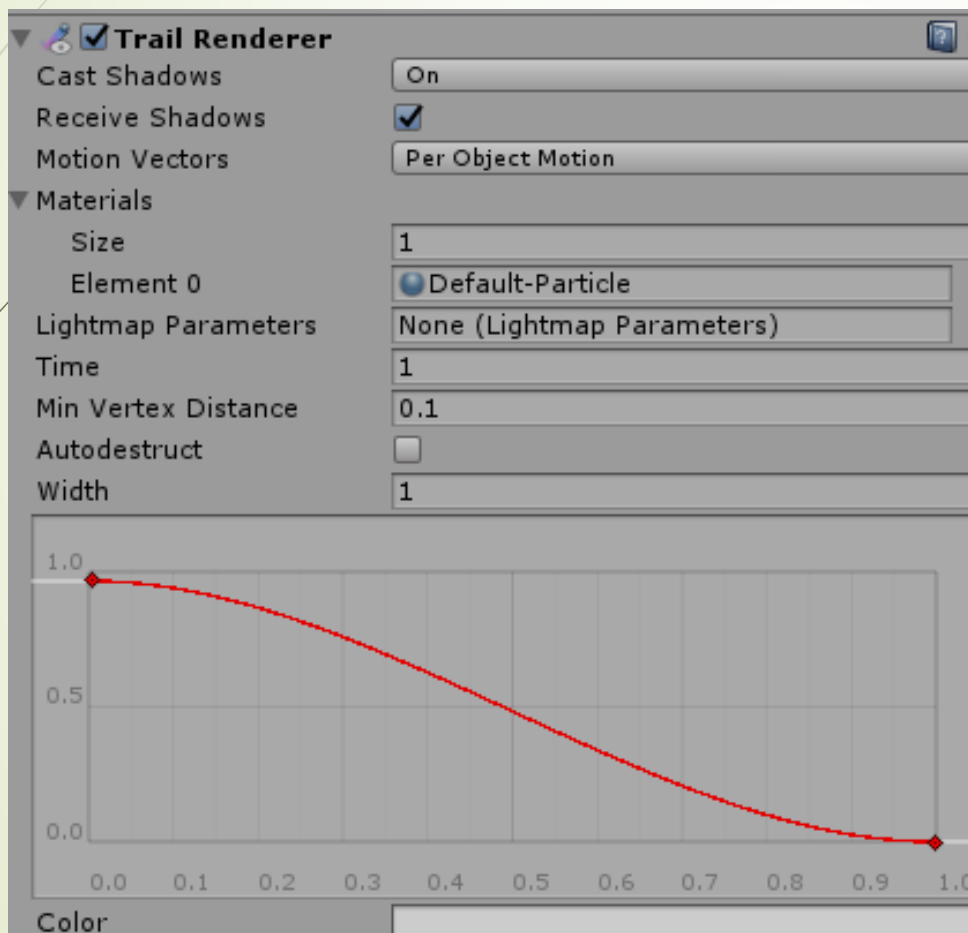 Trail Renderer
Cast Shadows On
Receive Shadows
Motion Vectors Per Object Motion
Materials
Size 1
Element 0 Default-Particle
Lightmap Parameters None (Lightmap Parameters)
Time 1
Min Vertex Distance 0.1
Autodestruct
Width 1
1.0
0.5
0.0
0.0 0.1 0.2 0.3 0.4 0.5 0.6 0.7 0.8 0.9 1.0
Color